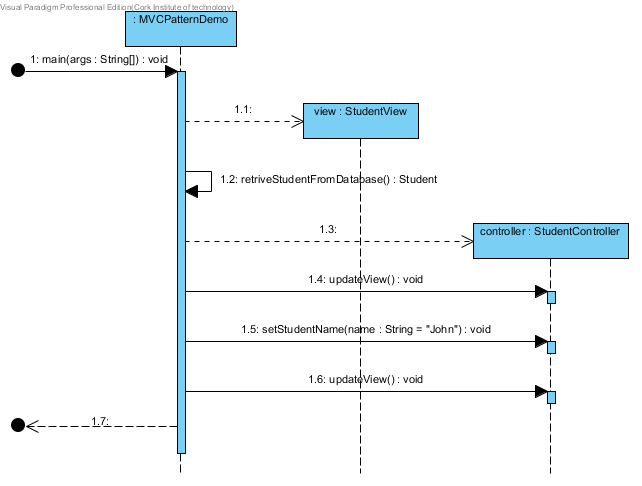 Visual Paradigm Professional Edition(Cork Institute of technology)
: MVCPatternDemo
1: main(args : String[]) : void
1.1:
view : StudentView
1.2: retriveStudentFromDatabase() : Student
1.3:
controller : StudentController
1.4: updateView() : void
1.5: setStudentName(name : String = "John") : void
1.6: updateView() : void
1.7: